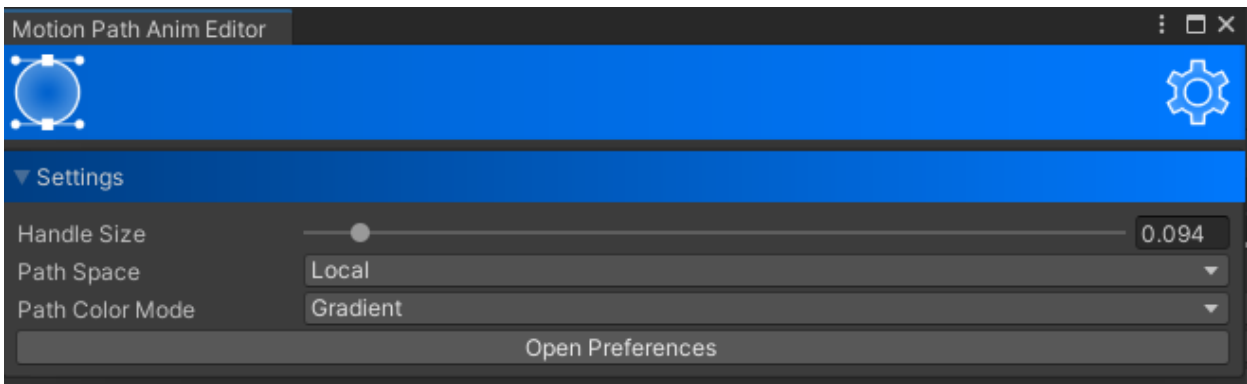 Motion Path Anim Editor
Settings
Handle Size 0.094
Path Space Local
Path Color Mode Gradient
Open Preferences